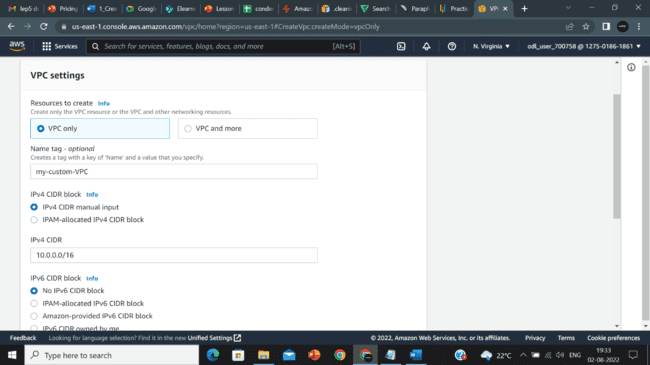 lep5 d
Pricing
1_Crea
Google
elearni
Lesson
condo
Amazo
cleanin
Search
Paraph
Practic
VPC
us-east-1.console.aws.amazon.com/vpc/home?region=us-east-1#CreateVpc:createMode=vpcOnly
aws
Services
Search for services, features, blogs, docs, and more
[Alt+S]
N. Virginia
odl_user_700758 @ 1275-0186-1861
VPC settings
Resources to create Info
Create only the VPC resource or the VPC and other networking resources.
VPC only
VPC and more
Name tag - optional
Creates a tag with a key of 'Name' and a value that you specify.
my-custom-VPC
IPv4 CIDR block Info
IPv4 CIDR manual input
IPAM-allocated IPv4 CIDR block
IPv4 CIDR
10.0.0.0/16
IPv6 CIDR block Info
No IPv6 CIDR block
IPAM-allocated IPv6 CIDR block
Amazon-provided IPv6 CIDR block
IPv6 CIDR owned by me
Feedback
Looking for language selection? Find it in the new Unified Settings
© 2022, Amazon Web Services, Inc. or its affiliates.
Privacy
Terms
Cookie preferences
Type here to search
22°C
ENG
19:33
02-08-2022